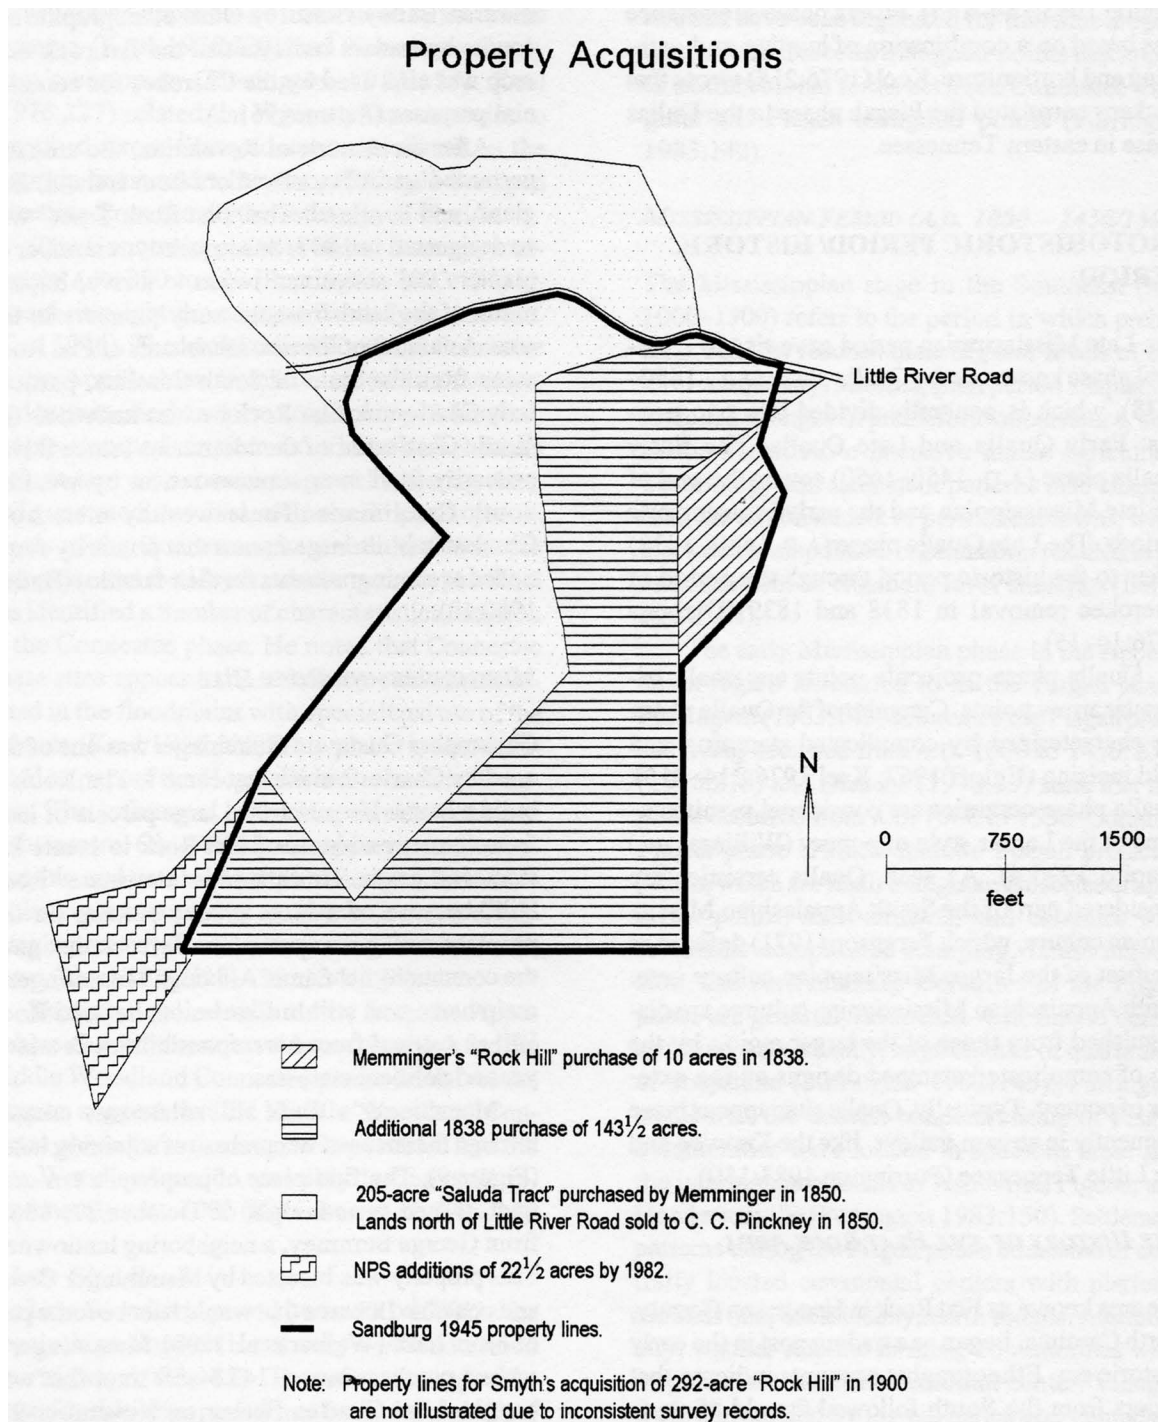 Property Acquisitions
Little River Road
N
0 750 1500
feet
Memminger's "Rock Hill" purchase of 10 acres in 1838.
Additional 1838 purchase of 143½ acres.
205-acre "Saluda Tract" purchased by Memminger in 1850.
Lands north of Little River Road sold to C. C. Pinckney in 1850.
NPS additions of 22½ acres by 1982.
Sandburg 1945 property lines.
Note: Property lines for Smyth's acquisition of 292-acre "Rock Hill" in 1900
are not illustrated due to inconsistent survey records.